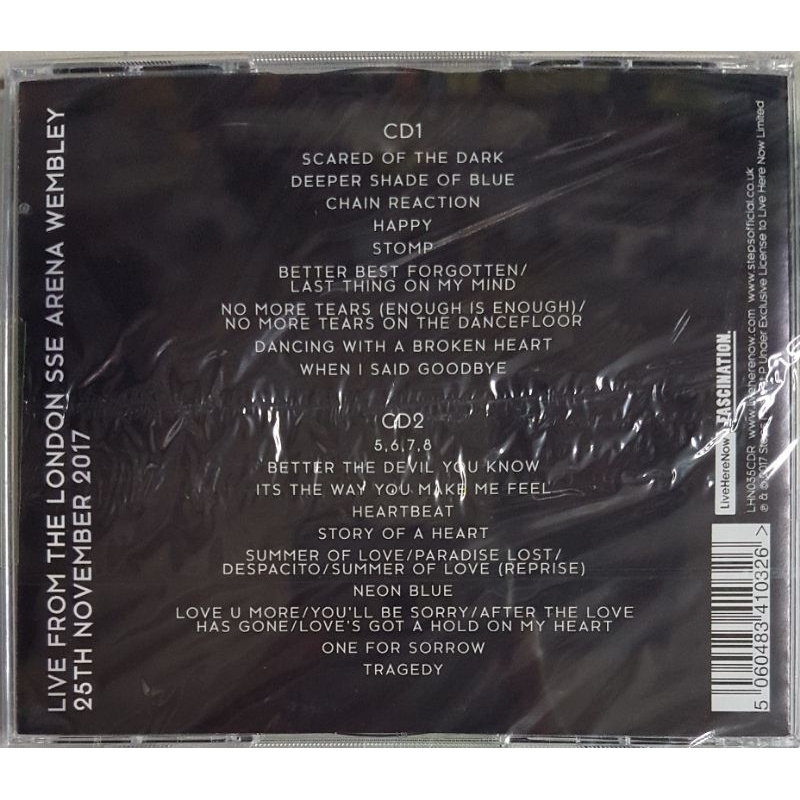 LIVE FROM THE LONDON SSE ARENA WEMBLEY
25TH NOVEMBER 2017
CD1
SCARED OF THE DARK
DEEPER SHADE OF BLUE
CHAIN REACTION
HAPPY
STOMP
BETTER BEST FORGOTTEN/
LAST THING ON MY MIND
NO MORE TEARS (ENOUGH IS ENOUGH)/
NO MORE TEARS ON THE DANCEFLOOR
DANCING WITH A BROKEN HEART
WHEN I SAID GOODBYE
CD2
5,6,7,8
BETTER THE DEVIL YOU KNOW
ITS THE WAY YOU MAKE ME FEEL
HEARTBEAT
STORY OF A HEART
SUMMER OF LOVE/PARADISE LOST/
DESPACITO/SUMMER OF LOVE (REPRISE)
NEON BLUE
LOVE U MORE/YOU'LL BE SORRY/AFTER THE LOVE
HAS GONE/LOVE'S GOT A HOLD ON MY HEART
ONE FOR SORROW
TRAGEDY
LiveHereNow
FASCINATION.
LHN035CDR www.liveherenow.com www.stepsofficial.co.uk
℗ & © 2017 Under Exclusive License to Live Here Now Limited
5 060483 410326 >